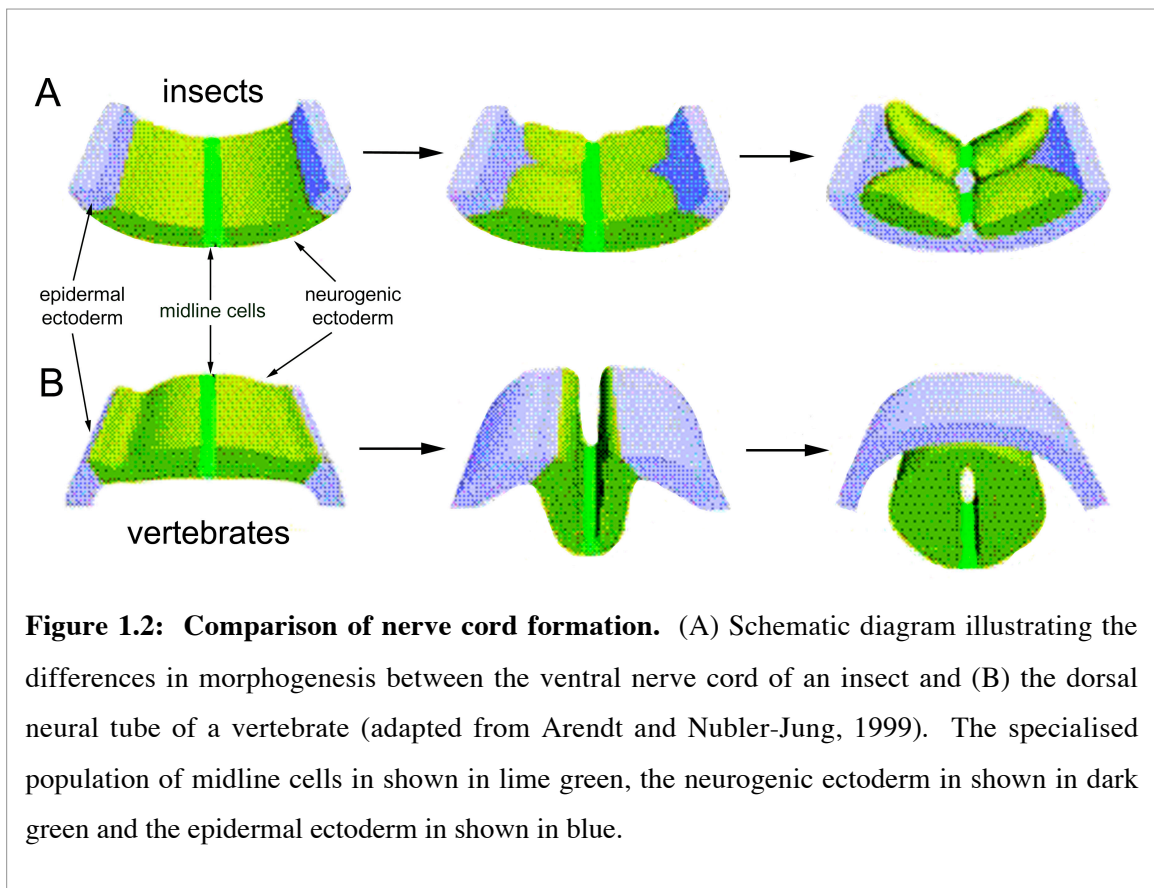 A
insects
epidermal
ectoderm
midline cells
neurogenic
ectoderm
B
vertebrates
Figure 1.2: Comparison of nerve cord formation. (A) Schematic diagram illustrating the
differences in morphogenesis between the ventral nerve cord of an insect and (B) the dorsal
neural tube of a vertebrate (adapted from Arendt and Nubler-Jung, 1999). The specialised
population of midline cells in shown in lime green, the neurogenic ectoderm in shown in dark
green and the epidermal ectoderm in shown in blue.